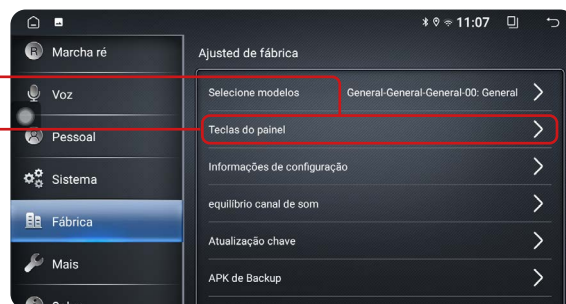 11:07
R Marcha ré
Voz
Pessoal
Sistema
Fábrica
Mais
Ajusted de fábrica
Selecione modelos General-General-General-00: General
Teclas do painel
Informações de configuração
equilíbrio canal de som
Atualização chave
APK de Backup